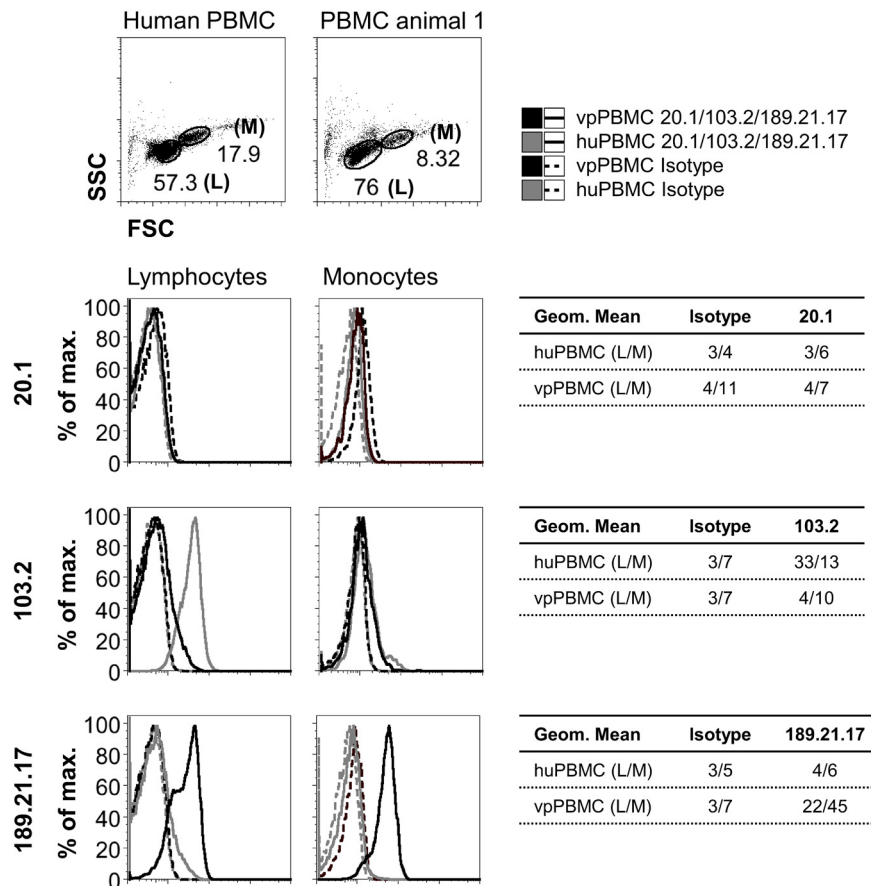 Human PBMC
PBMC animal 1
SSC
(M)
17.9
57.3 (L)
(M)
8.32
76 (L)
FSC
vpPBMC 20.1/103.2/189.21.17
huPBMC 20.1/103.2/189.21.17
vpPBMC Isotype
huPBMC Isotype
Lymphocytes
Monocytes
20.1
% of max.
100
80
60
40
20
0
Geom. Mean Isotype 20.1
huPBMC (L/M) 3/4 3/6
vpPBMC (L/M) 4/11 4/7
103.2
% of max.
100
80
60
40
20
0
Geom. Mean Isotype 103.2
huPBMC (L/M) 3/7 33/13
vpPBMC (L/M) 3/7 4/10
189.21.17
% of max.
100
80
60
40
20
0
Geom. Mean Isotype 189.21.17
huPBMC (L/M) 3/5 4/6
vpPBMC (L/M) 3/7 22/45